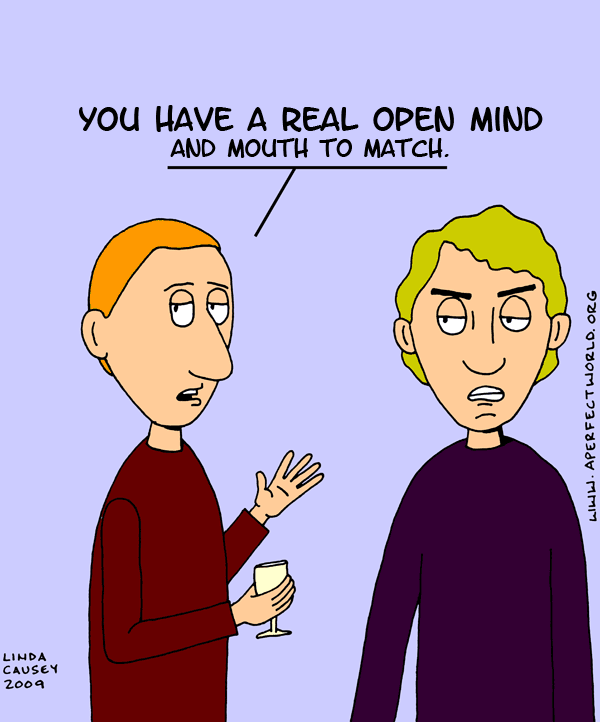 YOU HAVE A REAL OPEN MIND
AND MOUTH TO MATCH.
WWW.APERFECTWORLD.ORG
LINDA
CAUSEY
2009